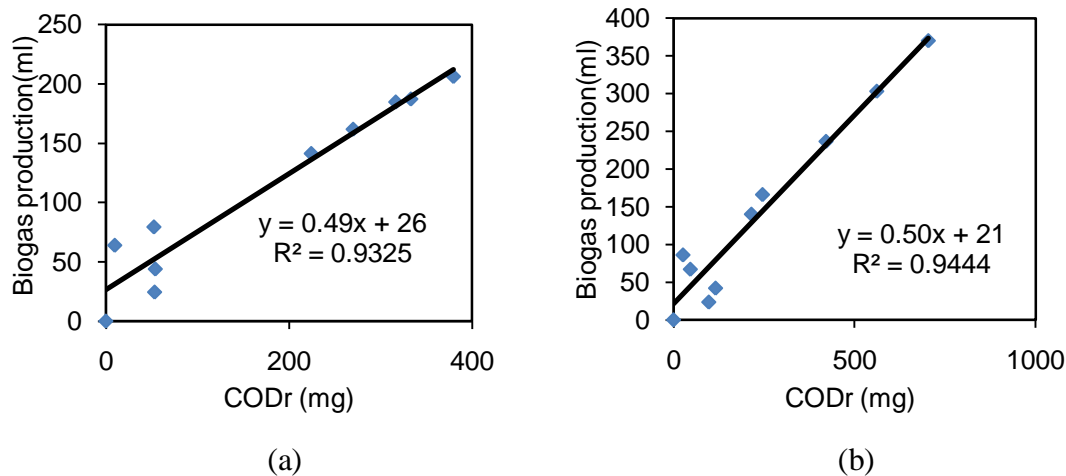 250
200
150
100
50
0
Biogas production(ml)
y = 0.49x + 26
R² = 0.9325
0
200
400
CODr (mg)
(a)
400
350
300
250
200
150
100
50
0
Biogas production(ml)
y = 0.50x + 21
R² = 0.9444
0
500
1000
CODr (mg)
(b)